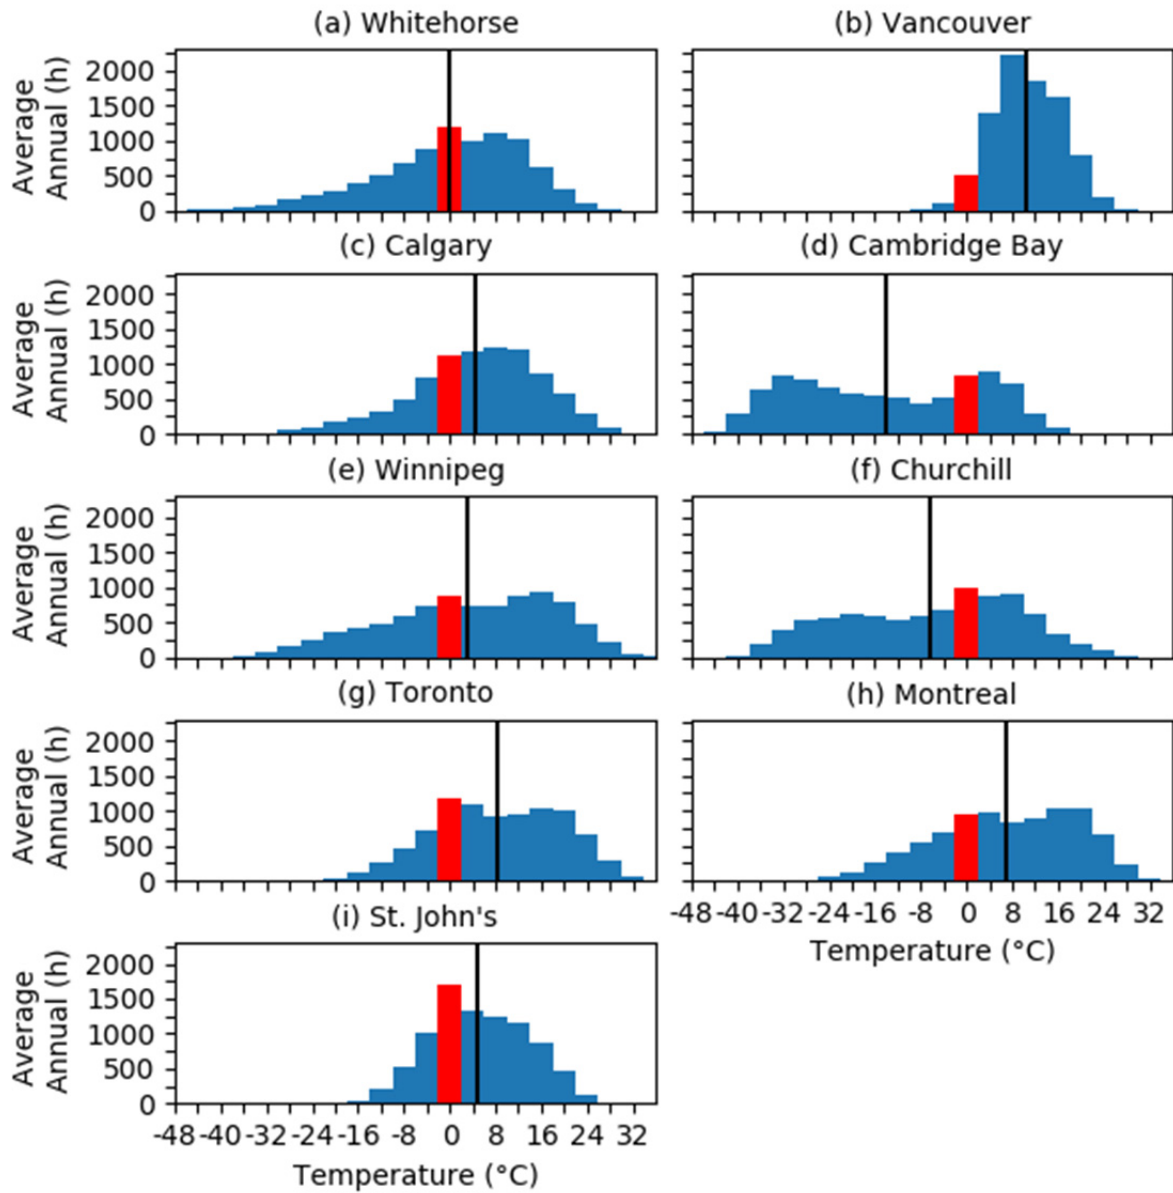 (a) Whitehorse
(b) Vancouver
Average
Annual (h)
2000
1500
1000
500
0
(c) Calgary
(d) Cambridge Bay
Average
Annual (h)
2000
1500
1000
500
0
(e) Winnipeg
(f) Churchill
Average
Annual (h)
2000
1500
1000
500
0
(g) Toronto
(h) Montreal
Average
Annual (h)
2000
1500
1000
500
0
-48 -40 -32 -24 -16 -8 0 8 16 24 32
Temperature (°C)
(i) St. John's
Average
Annual (h)
2000
1500
1000
500
0
-48 -40 -32 -24 -16 -8 0 8 16 24 32
Temperature (°C)